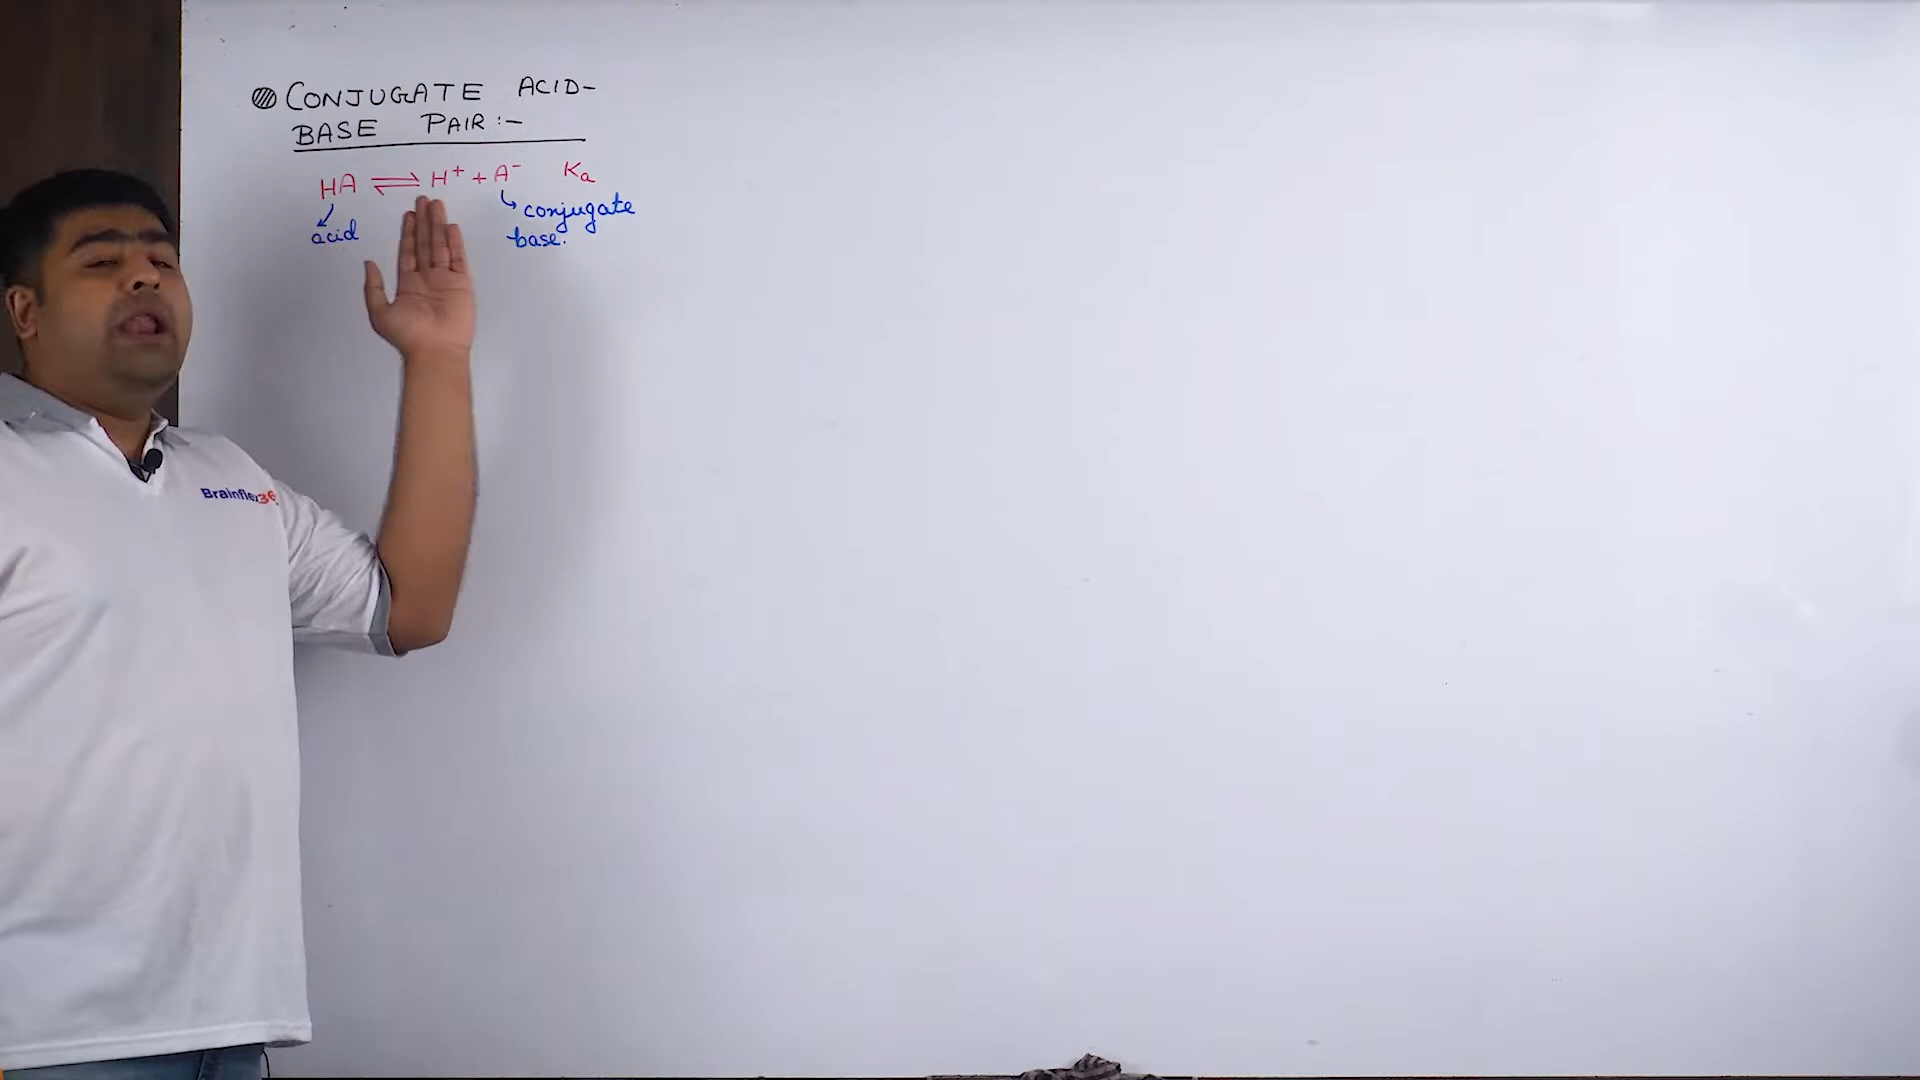 CONJUGATE ACID-
BASE PAIR :-
HA ⇌ H⁺ + A⁻ Ka
acid
conjugate
base.